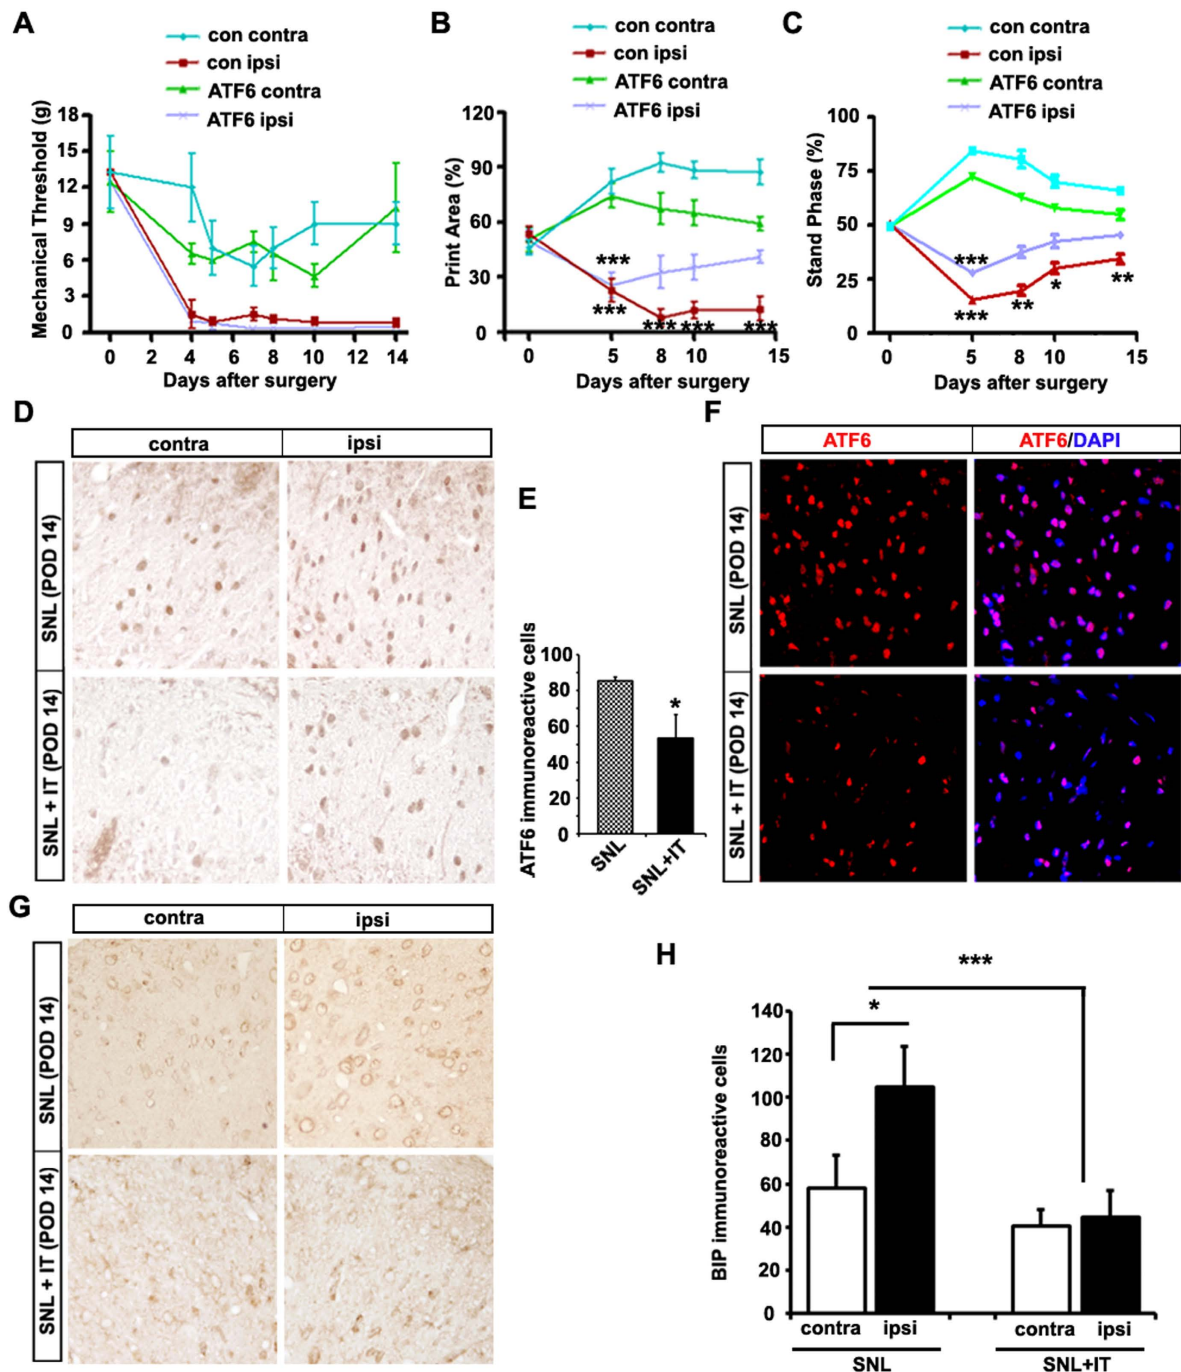 A
con contra
con ipsi
ATF6 contra
ATF6 ipsi
Mechanical Threshold (g)
18
15
12
9
6
3
0
0 2 4 6 8 10 12 14
Days after surgery
B
con contra
con ipsi
ATF6 contra
ATF6 ipsi
Print Area (%)
120
90
60
30
0
***
***
*** *** ***
0 5 8 10 15
Days after surgery
C
con contra
con ipsi
ATF6 contra
ATF6 ipsi
Stand Phase (%)
100
75
50
25
0
***
***
**
*
**
0 5 8 10 15
Days after surgery
D
contra ipsi
SNL (POD 14)
SNL + IT (POD 14)
E
ATF6 immunoreactive cells
100
80
60
40
20
0
*
SNL SNL+IT
F
ATF6 ATF6/DAPI
SNL (POD 14)
SNL + IT (POD 14)
G
contra ipsi
SNL (POD 14)
SNL + IT (POD 14)
H
***
*
BIP immunoreactive cells
140
120
100
80
60
40
20
0
contra ipsi contra ipsi
SNL SNL+IT